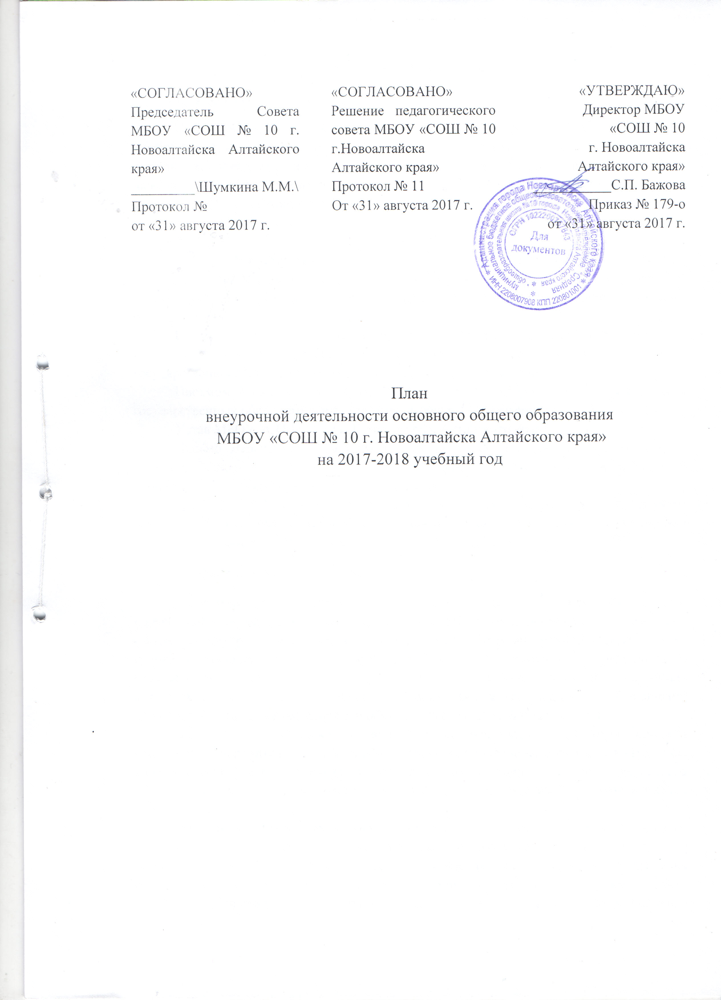 «СОГЛАСОВАНО»
Председатель Совета
МБОУ «СОШ № 10 г.
Новоалтайска Алтайского
края»
_________\Шумкина М.М.\
Протокол №
от «31» августа 2017 г.
«СОГЛАСОВАНО»
Решение педагогического
совета МБОУ «СОШ № 10
г.Новоалтайска
Алтайского края»
Протокол № 11
От «31» августа 2017 г.
«УТВЕРЖДАЮ»
Директор МБОУ
«СОШ № 10
г. Новоалтайска
Алтайского края»
_________С.П. Бажова
Приказ № 179-о
от «31» августа 2017 г.
* Администрация города Новоалтайска Алтайского края *
ИНН 2208007908 КПП 220801001
Муниципальное бюджетное общеобразовательное учреждение "Средняя
общеобразовательная школа №10 города Новоалтайска Алтайского края" *
ОГРН
Для
документов
План
внеурочной деятельности основного общего образования
МБОУ «СОШ № 10 г. Новоалтайска Алтайского края»
на 2017-2018 учебный год